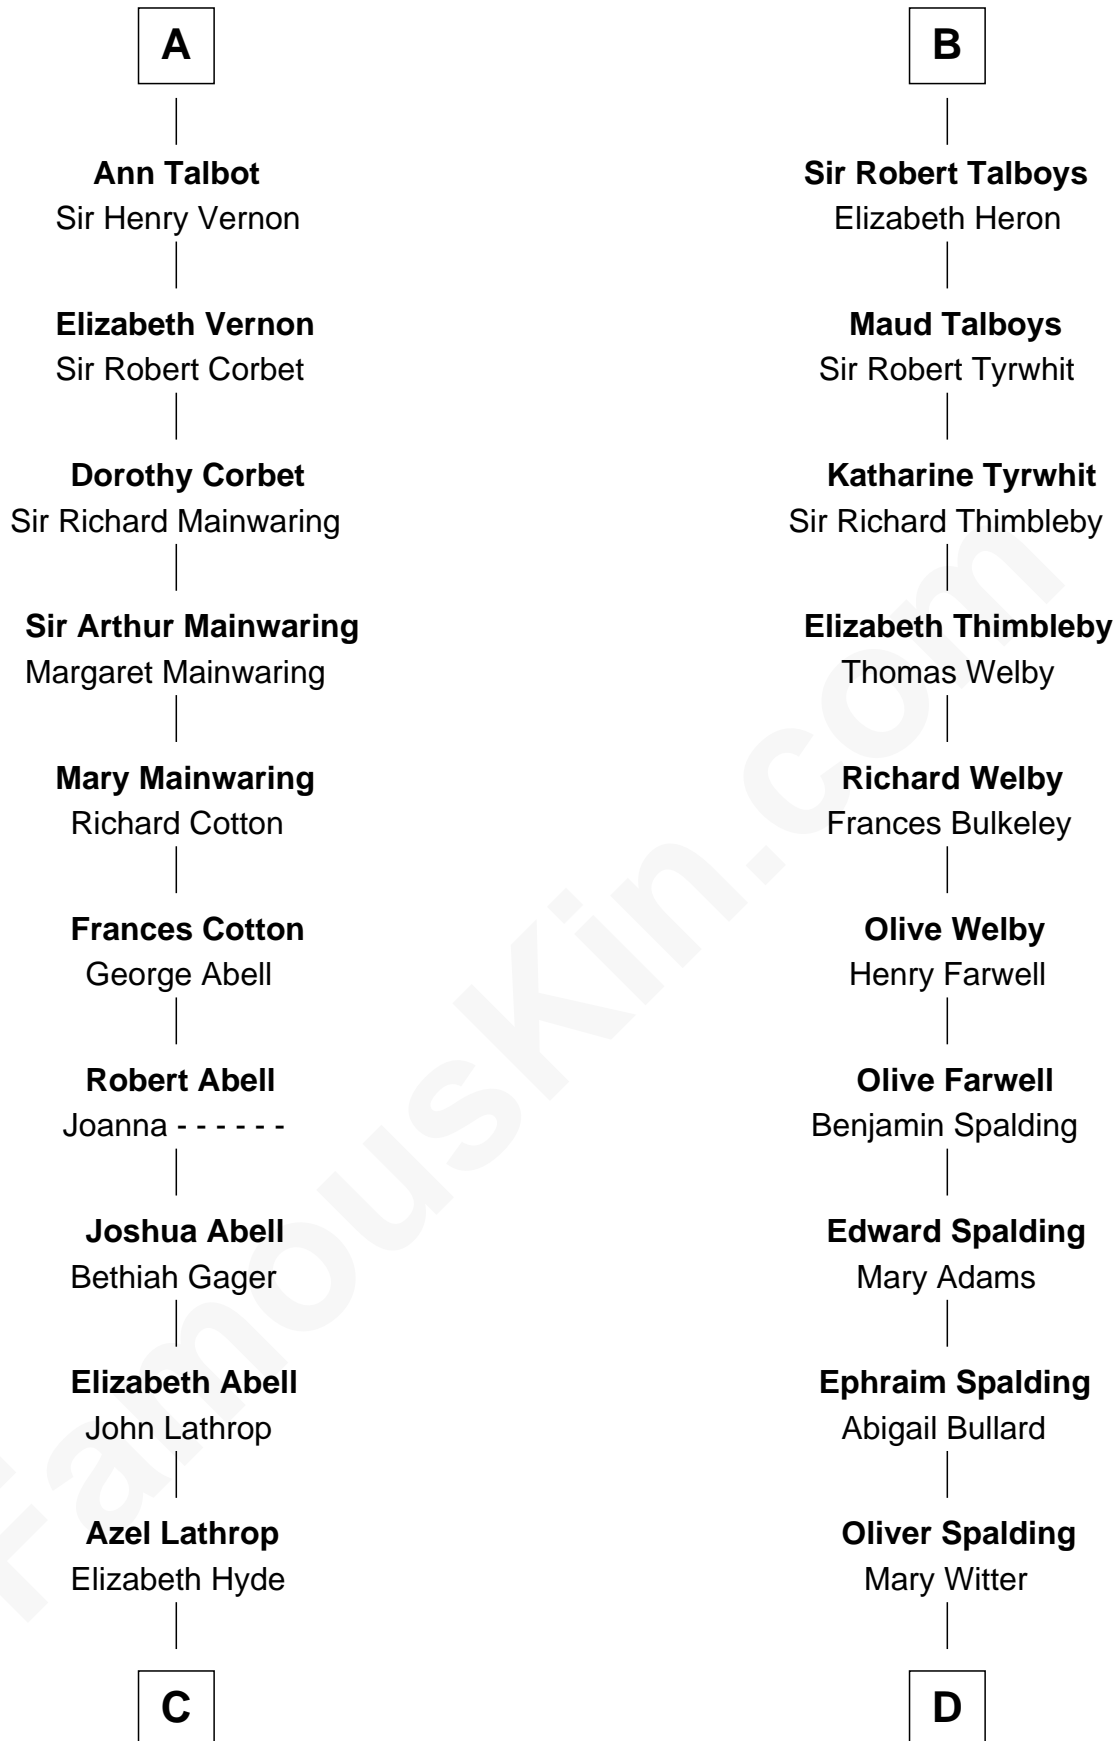 A
Ann Talbot
Sir Henry Vernon
Elizabeth Vernon
Sir Robert Corbet
Dorothy Corbet
Sir Richard Mainwaring
Sir Arthur Mainwaring
Margaret Mainwaring
Mary Mainwaring
Richard Cotton
Frances Cotton
George Abell
Robert Abell
Joanna - - - - - -
Joshua Abell
Bethiah Gager
Elizabeth Abell
John Lathrop
Azel Lathrop
Elizabeth Hyde
C
B
Sir Robert Talboys
Elizabeth Heron
Maud Talboys
Sir Robert Tyrwhit
Katharine Tyrwhit
Sir Richard Thimbleby
Elizabeth Thimbleby
Thomas Welby
Richard Welby
Frances Bulkeley
Olive Welby
Henry Farwell
Olive Farwell
Benjamin Spalding
Edward Spalding
Mary Adams
Ephraim Spalding
Abigail Bullard
Oliver Spalding
Mary Witter
D
FamousKin.com